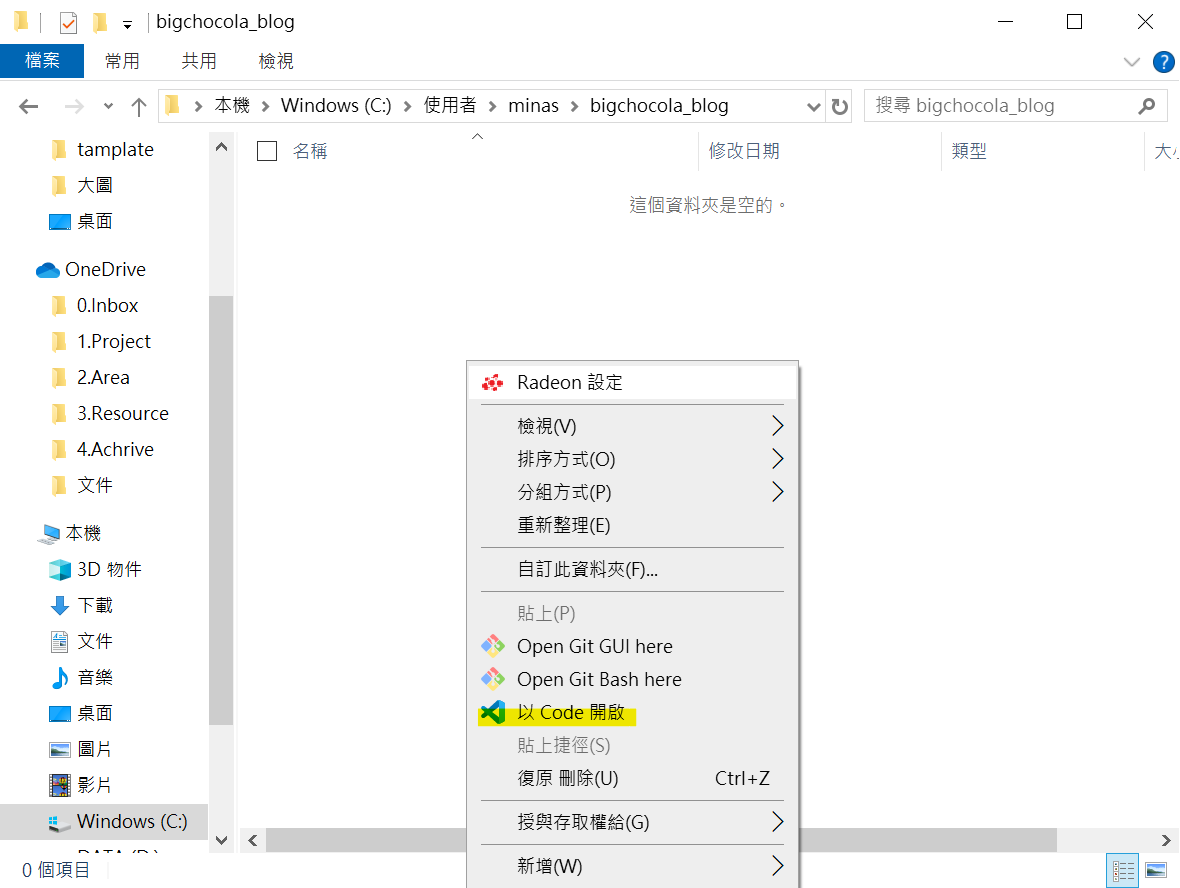 bigchocola_blog
檔案 常用 共用 檢視
本機 Windows (C:) 使用者 minas bigchocola_blog 搜尋 bigchocola_blog
名稱 修改日期 類型
這個資料夾是空的。
tamplate
大圖
桌面
OneDrive
0.Inbox
1.Project
2.Area
3.Resource
4.Achrive
文件
本機
3D 物件
下載
文件
音樂
桌面
圖片
影片
Windows (C:)
Radeon 設定
檢視(V)
排序方式(O)
分組方式(P)
重新整理(E)
自訂此資料夾(F)...
貼上(P)
Open Git GUI here
Open Git Bash here
以 Code 開啟
貼上捷徑(S)
復原 刪除(U) Ctrl+Z
授與存取權給(G)
新增(W)
0 個項目